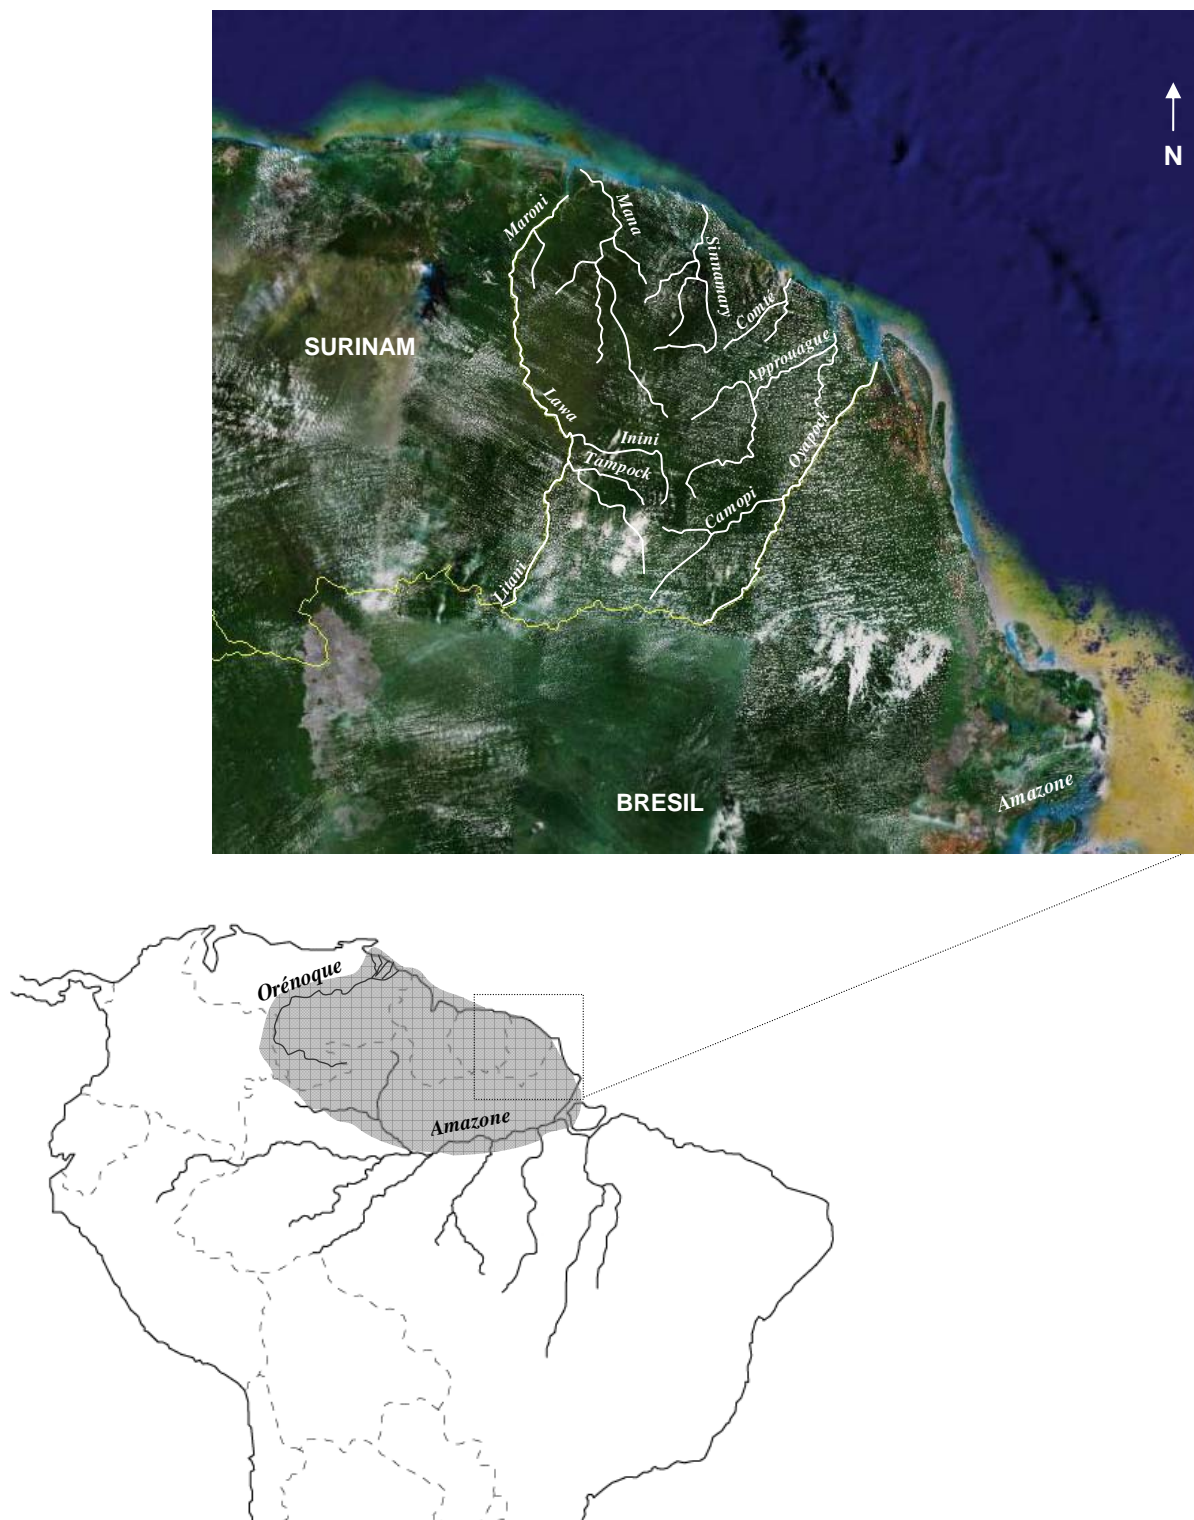 N
Maroni
Mana
Sinnamary
Comté
Approuague
SURINAM
Lawa
Inini
Tampock
Oyapock
Camopi
Litani
BRESIL
Amazone
Orénoque
Amazone